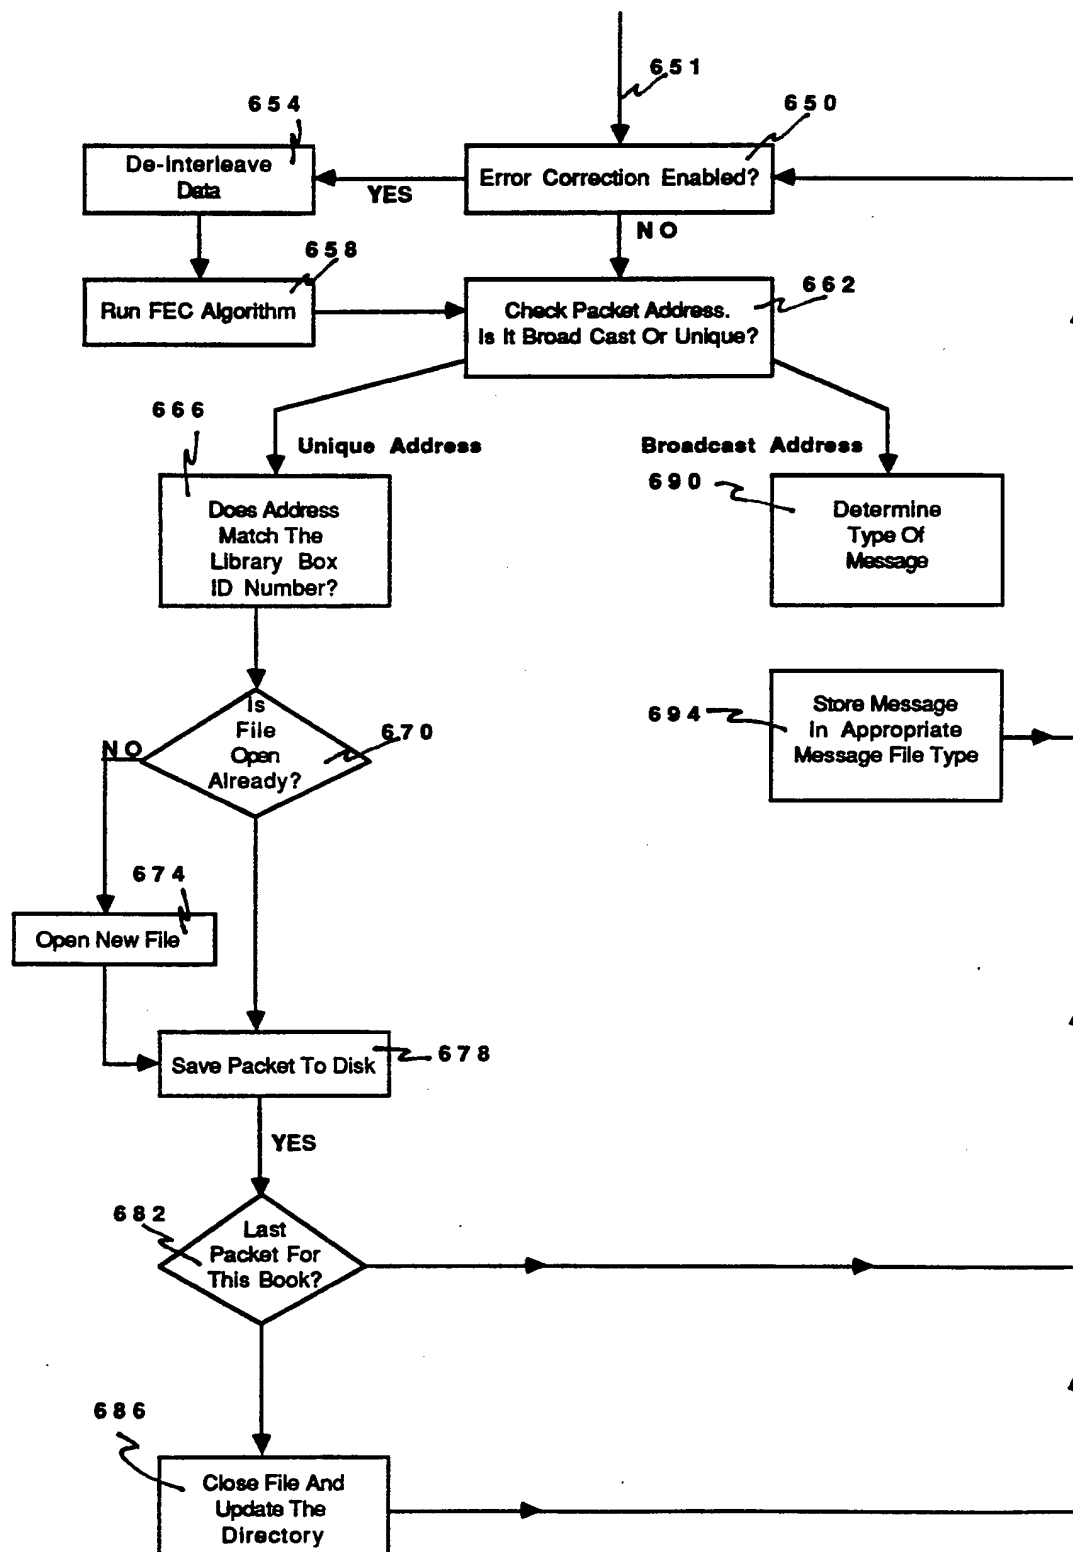 651
654
650
De-Interleave
Data
YES
Error Correction Enabled?
NO
658
662
Run FEC Algorithm
Check Packet Address.
Is It Broad Cast Or Unique?
666
Unique Address
Broadcast Address
690
Does Address
Match The
Library Box
ID Number?
Determine
Type Of
Message
Is
File
Open
Already?
670
NO
694
Store Message
In Appropriate
Message File Type
674
Open New File
Save Packet To Disk
678
YES
682
Last
Packet For
This Book?
686
Close File And
Update The
Directory